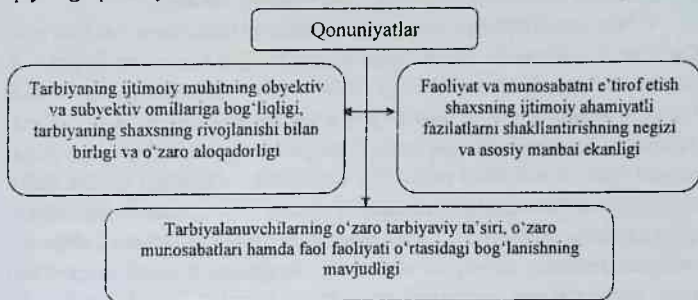 Qonuniyatlar
Tarbiyaning ijtimoiy muhitning obyektiv
va subyektiv omillariga bog‘liqligi,
tarbiyaning shaxsning rivojlanishi bilan
birligi va o‘zaro aloqadorligi
Faoliyat va munosabatni e’tirof etish
shaxsning ijtimoiy ahamiyatli
fazilatlarni shakllantirishning negizi
va asosiy manbai ekanligi
Tarbiyalanuvchilarning o‘zaro tarbiyaviy ta’siri, o‘zaro
munosabatlari hamda faol faoliyati o‘rtasidagi bog‘lanishning
mavjudligi